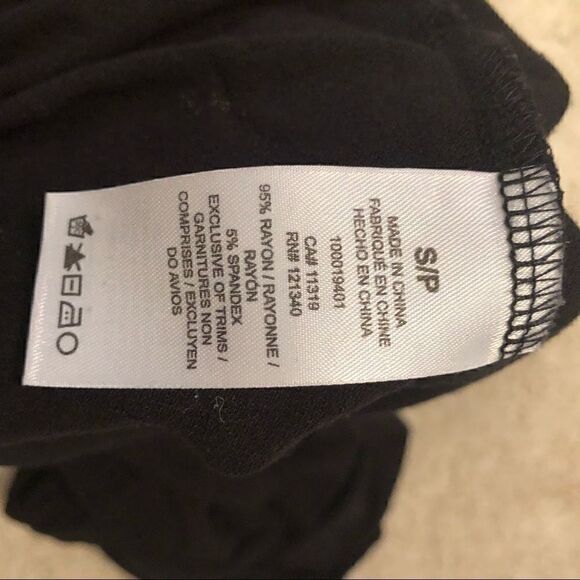 S/P
MADE IN CHINA
FABRIQUÉ EN CHINE
HECHO EN CHINA
100019401
CA# 11319
RN# 121340
95% RAYON / RAYONNE /
RAYÓN
5% SPANDEX
EXCLUSIVE OF TRIMS /
GARNITURES NON
COMPRISES / EXCLUYEN
DO AVIOS